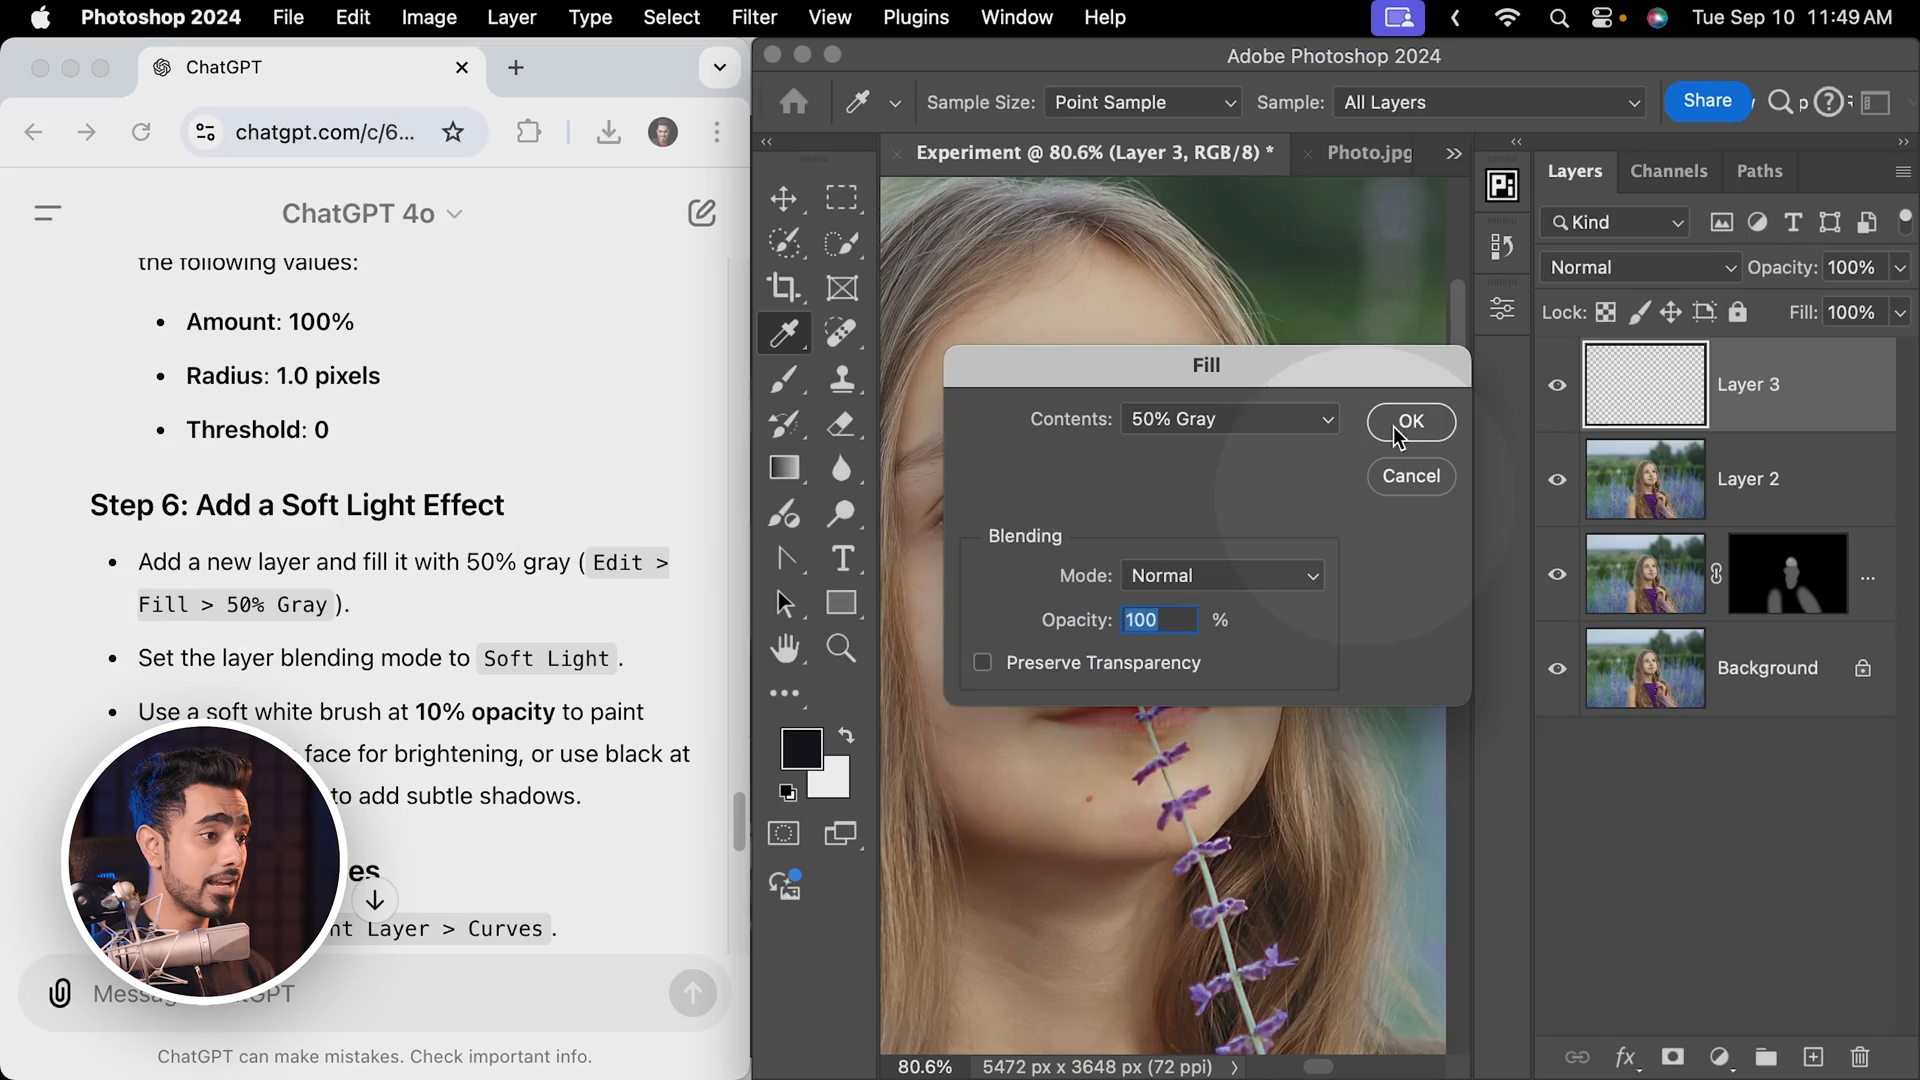 Photoshop 2024 File Edit Image Layer Type Select Filter View Plugins Window Help Tue Sep 10 11:49 AM
ChatGPT
chatgpt.com/c/6...
ChatGPT 4o
the following values:
• Amount: 100%
• Radius: 1.0 pixels
• Threshold: 0
Step 6: Add a Soft Light Effect
• Add a new layer and fill it with 50% gray (Edit >
Fill > 50% Gray).
• Set the layer blending mode to Soft Light.
• Use a soft white brush at 10% opacity to paint
face for brightening, or use black at
to add subtle shadows.
es
nt Layer > Curves.
Messa PT
ChatGPT can make mistakes. Check important info.
Adobe Photoshop 2024
Sample Size: Point Sample Sample: All Layers Share
Experiment @ 80.6% (Layer 3, RGB/8) * Photo.jpg
Fill
Contents: 50% Gray OK
Cancel
Blending
Mode: Normal
Opacity: 100 %
Preserve Transparency
80.6% 5472 px x 3648 px (72 ppi)
Pi
Layers Channels Paths
Kind
Normal Opacity: 100%
Lock: Fill: 100%
Layer 3
Layer 2
...
Background
fx